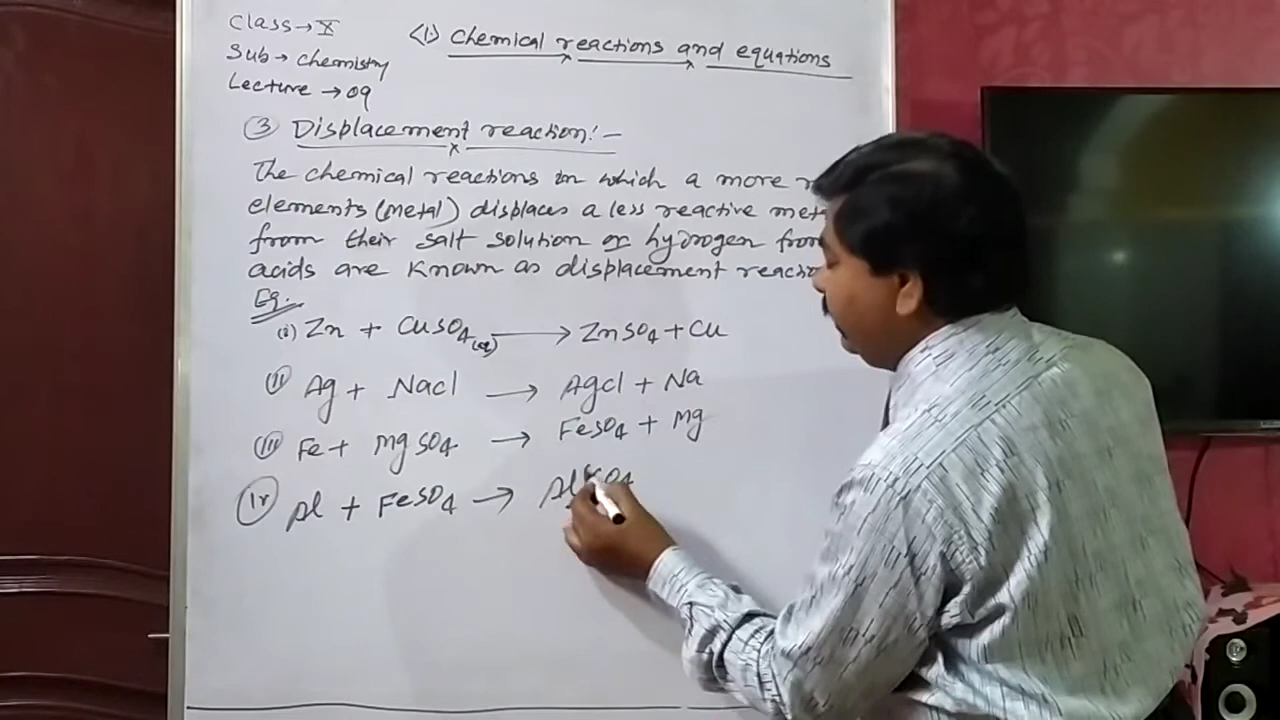 Class → X
Sub → chemistry
Lecture → 09
(1) Chemical reactions and equations
③ Displacement reaction:-
The chemical reactions in which a more
elements (metal) displaces a less reactive
from their salt solution or hydrogen
acids are known as displacement
Eg.
(i) Zn + CuSO4(aq) → ZnSO4 + Cu
(ii) Ag + Nacl → Agcl + Na
(iii) Fe + MgSO4 → FeSO4 + Mg
(iv) Al + FeSO4 →